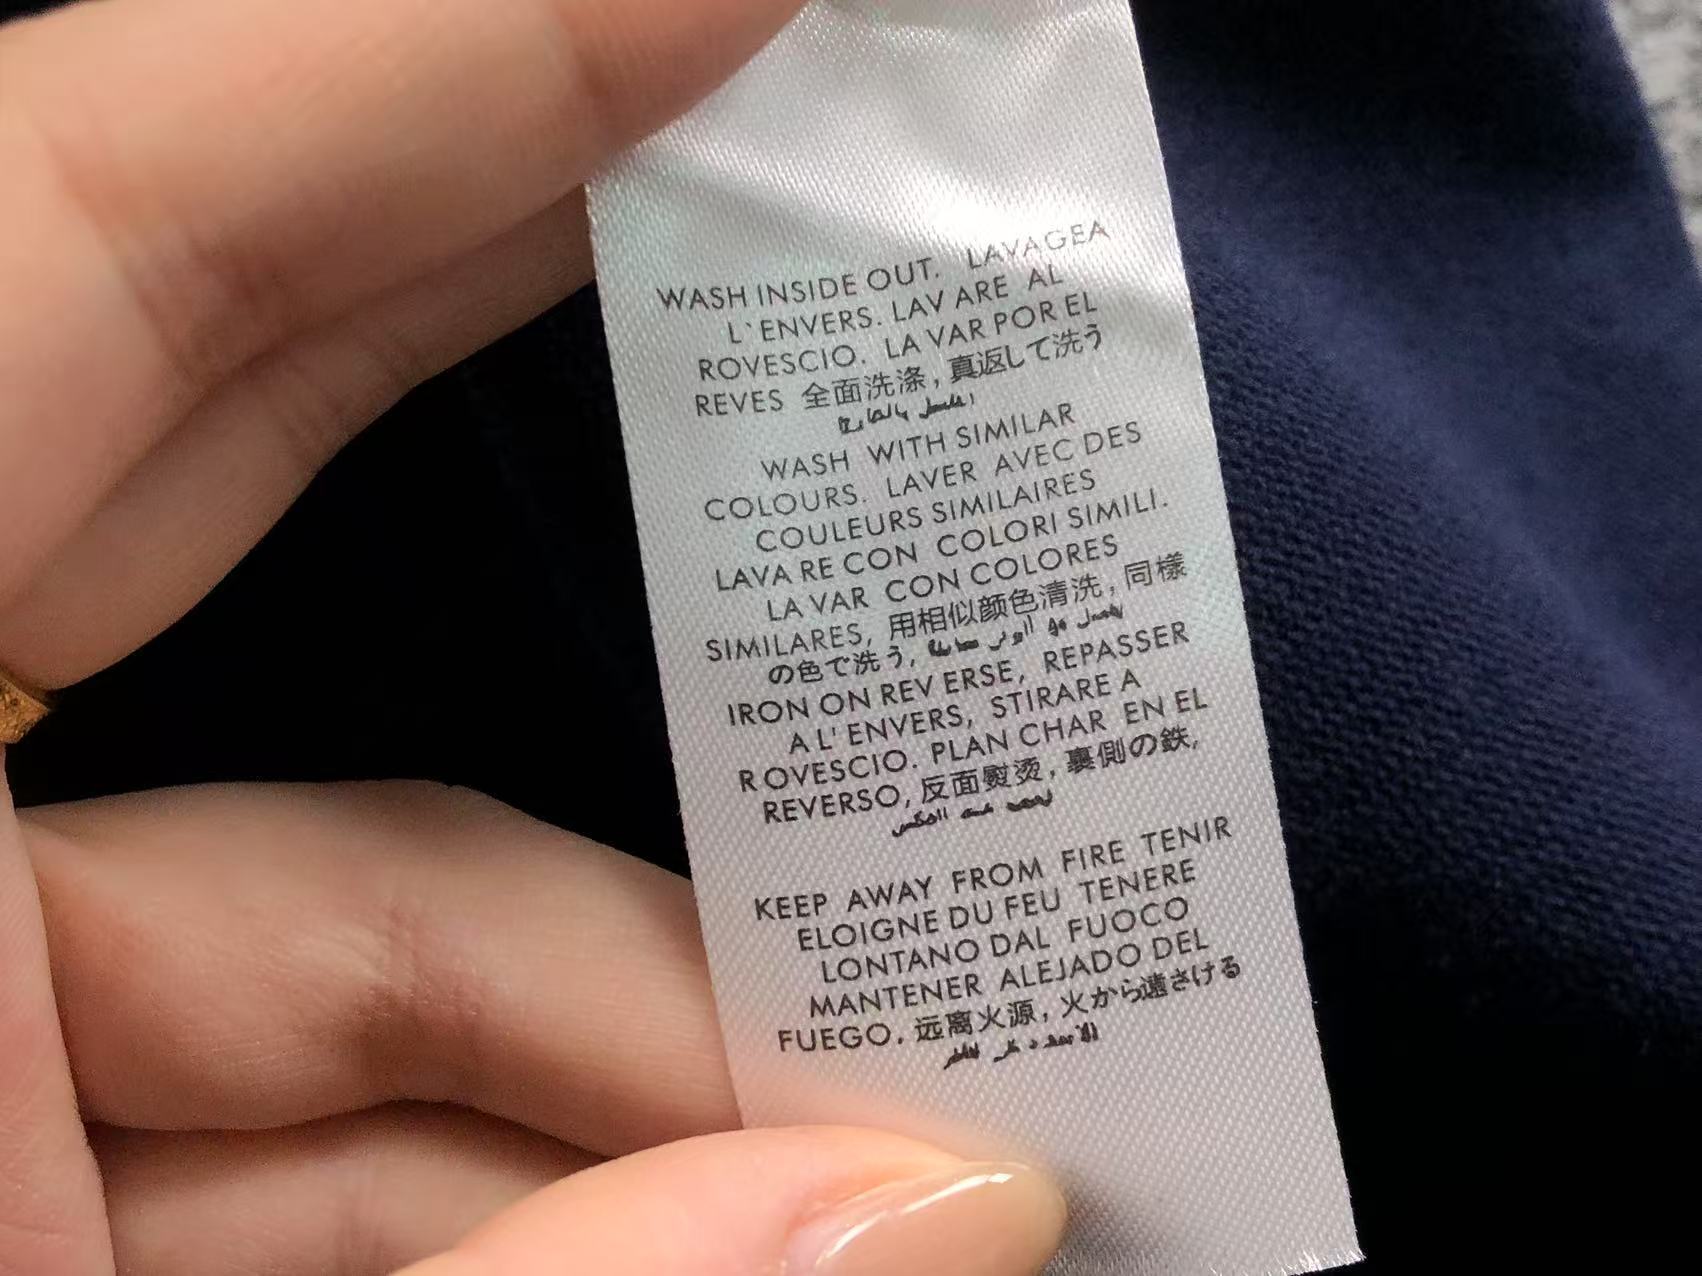 WASH INSIDE OUT. LAVAGEA
L`ENVERS. LAV ARE AL
ROVESCIO. LA VAR POR EL
REVES 全面洗涤, 真返して洗う
WASH WITH SIMILAR
COLOURS. LAVER AVEC DES
COULEURS SIMILAIRES
LAVA RE CON COLORI SIMILI.
LA VAR CON COLORES
SIMILARES, 用相似颜色清洗, 同樣
の色で洗う,
IRON ON REV ERSE, REPASSER
A L' ENVERS, STIRARE A
R OVESCIO. PLAN CHAR EN EL
REVERSO, 反面熨烫, 裏側の鉄,
KEEP AWAY FROM FIRE TENIR
ELOIGNE DU FEU TENERE
LONTANO DAL FUOCO
MANTENER ALEJADO DEL
FUEGO. 远离火源, 火から遠さける